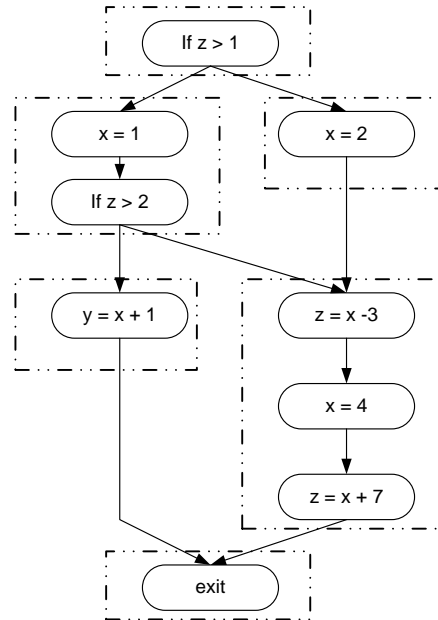 If z > 1
x = 1
x = 2
If z > 2
y = x + 1
z = x -3
x = 4
z = x + 7
exit